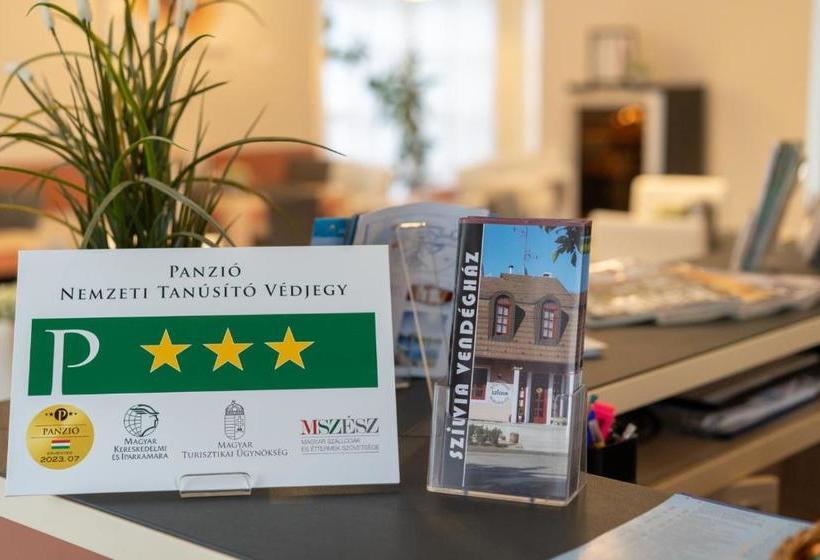 PANZIÓ
NEMZETI TANÚSÍTÓ VÉDJEGY
P
P
PANZIÓ
2023.07
MAGYAR
KERESKEDELMI
ÉS IPARKAMARA
MAGYAR
TURISZTIKAI ÜGYNÖKSÉG
MSZÉSZ
MAGYAR SZÁLLODÁK
ÉS ÉTTERMEK SZÖVETSÉGE
SZILVIA VENDÉGHÁZ